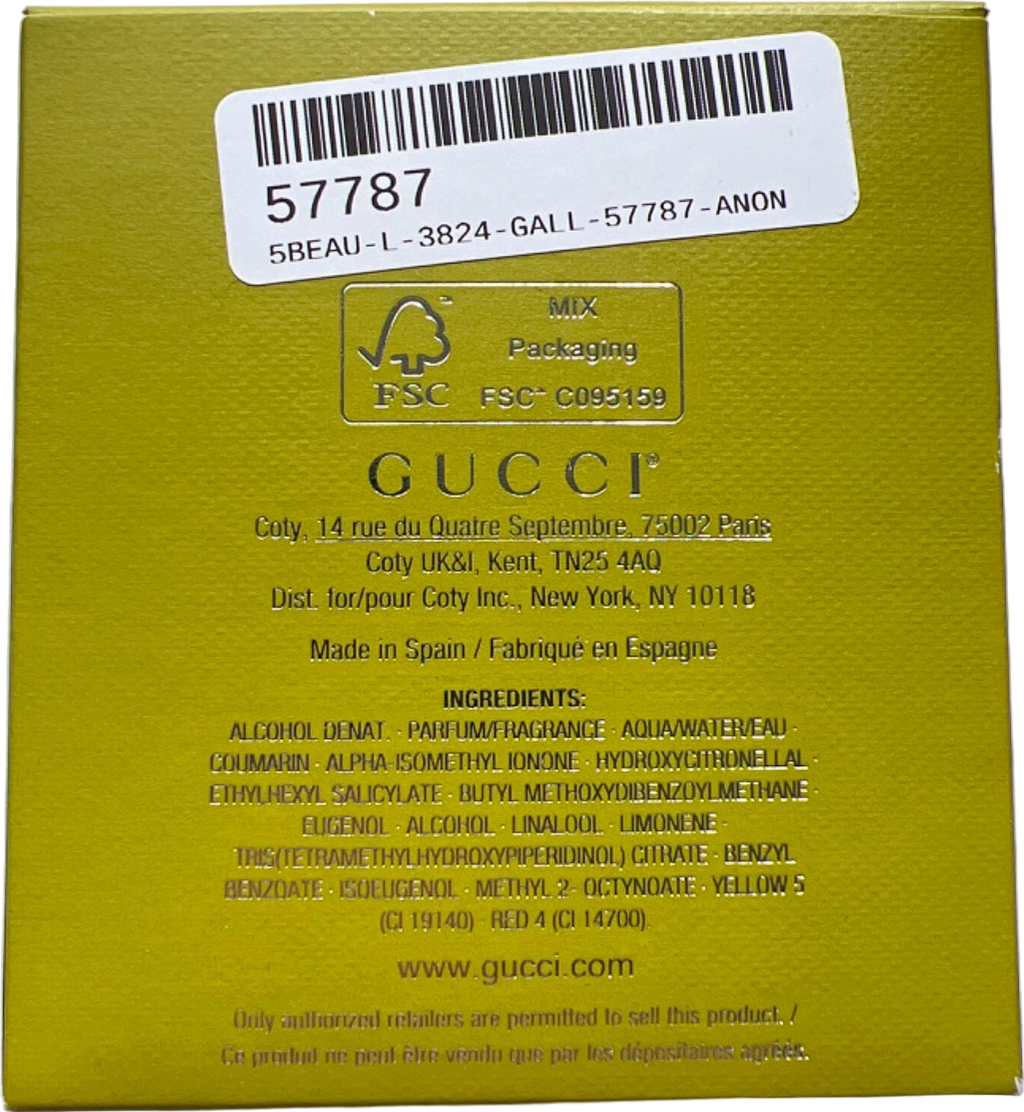 57787
5BEAU-L-3824-GALL-57787-ANON
MIX
Packaging
FSC™ C095159
FSC
GUCCI®
Coty, 14 rue du Quatre Septembre, 75002 Paris
Coty UK&I, Kent, TN25 4AQ
Dist. for/pour Coty Inc., New York, NY 10118
Made in Spain / Fabriqué en Espagne
INGREDIENTS:
ALCOHOL DENAT. · PARFUM/FRAGRANCE · AQUA/WATER/EAU ·
COUMARIN · ALPHA-ISOMETHYL IONONE · HYDROXYCITRONELLAL ·
ETHYLHEXYL SALICYLATE · BUTYL METHOXYDIBENZOYLMETHANE ·
EUGENOL · ALCOHOL · LINALOOL · LIMONENE ·
TRIS(TETRAMETHYLHYDROXYPIPERIDINOL) CITRATE · BENZYL
BENZOATE · ISOEUGENOL · METHYL 2- OCTYNOATE · YELLOW 5
(CI 19140) · RED 4 (CI 14700)
www.gucci.com
Only authorized retailers are permitted to sell this product. /
Ce produit ne peut être vendu que par les dépositaires agréés.